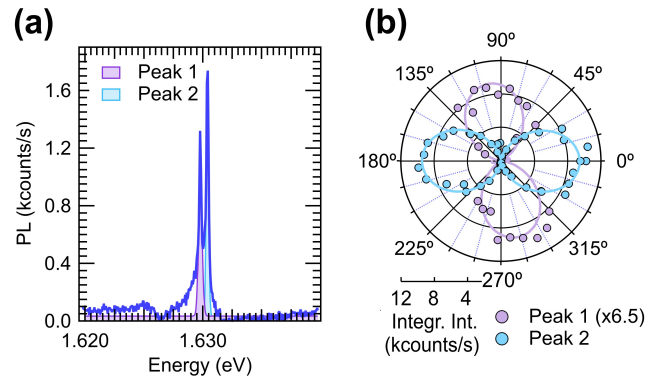 (a)
Peak 1
Peak 2
1.6
1.2
0.8
0.4
0.0
PL (kcounts/s)
1.620
1.630
Energy (eV)
(b)
90º
135º
45º
180º
0º
225º
315º
270º
12 8 4
Integr. Int.
(kcounts/s)
Peak 1 (x6.5)
Peak 2